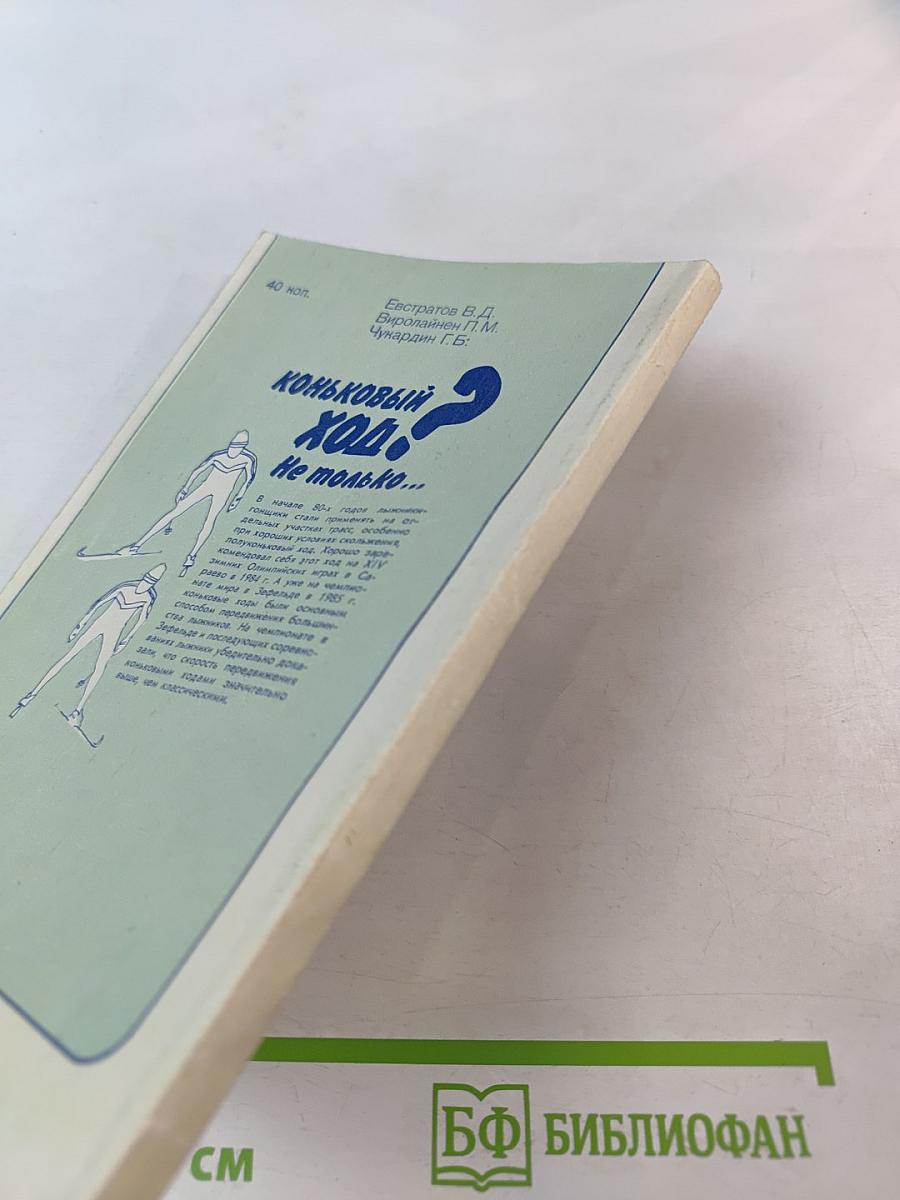 40 коп.
Евстратов В.Д.
Виролайнен П.М.
Чукардин Г.Б.
КОНЬКОВЫЙ
ХОД?
Не только...
В начале 80-х годов лыжники-
гонщики стали применять на от-
дельных участках трасс, особенно
при хороших условиях скольжения,
полуконьковый ход. Хорошо заре-
комендовал себя этот ход на XIV
зимних Олимпийских играх в Са-
раево в 1984 г. А уже на чемпио-
нате мира в Зефельде в 1985 г.
коньковые ходы были основным
способом передвижения большин-
ства лыжников. На чемпионате в
Зефельде и последующих соревно-
ваниях лыжники убедительно дока-
зали, что скорость передвижения
коньковыми ходами значительно
выше, чем классическими.
СМ
БФ БИБЛИОФАН